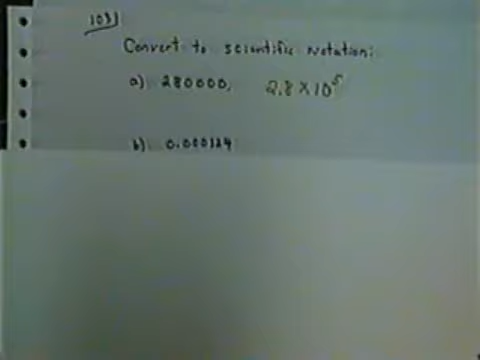 103)
Convert to scientific notation:
a) 280000. 2.8 X 10⁵
b) 0.000124